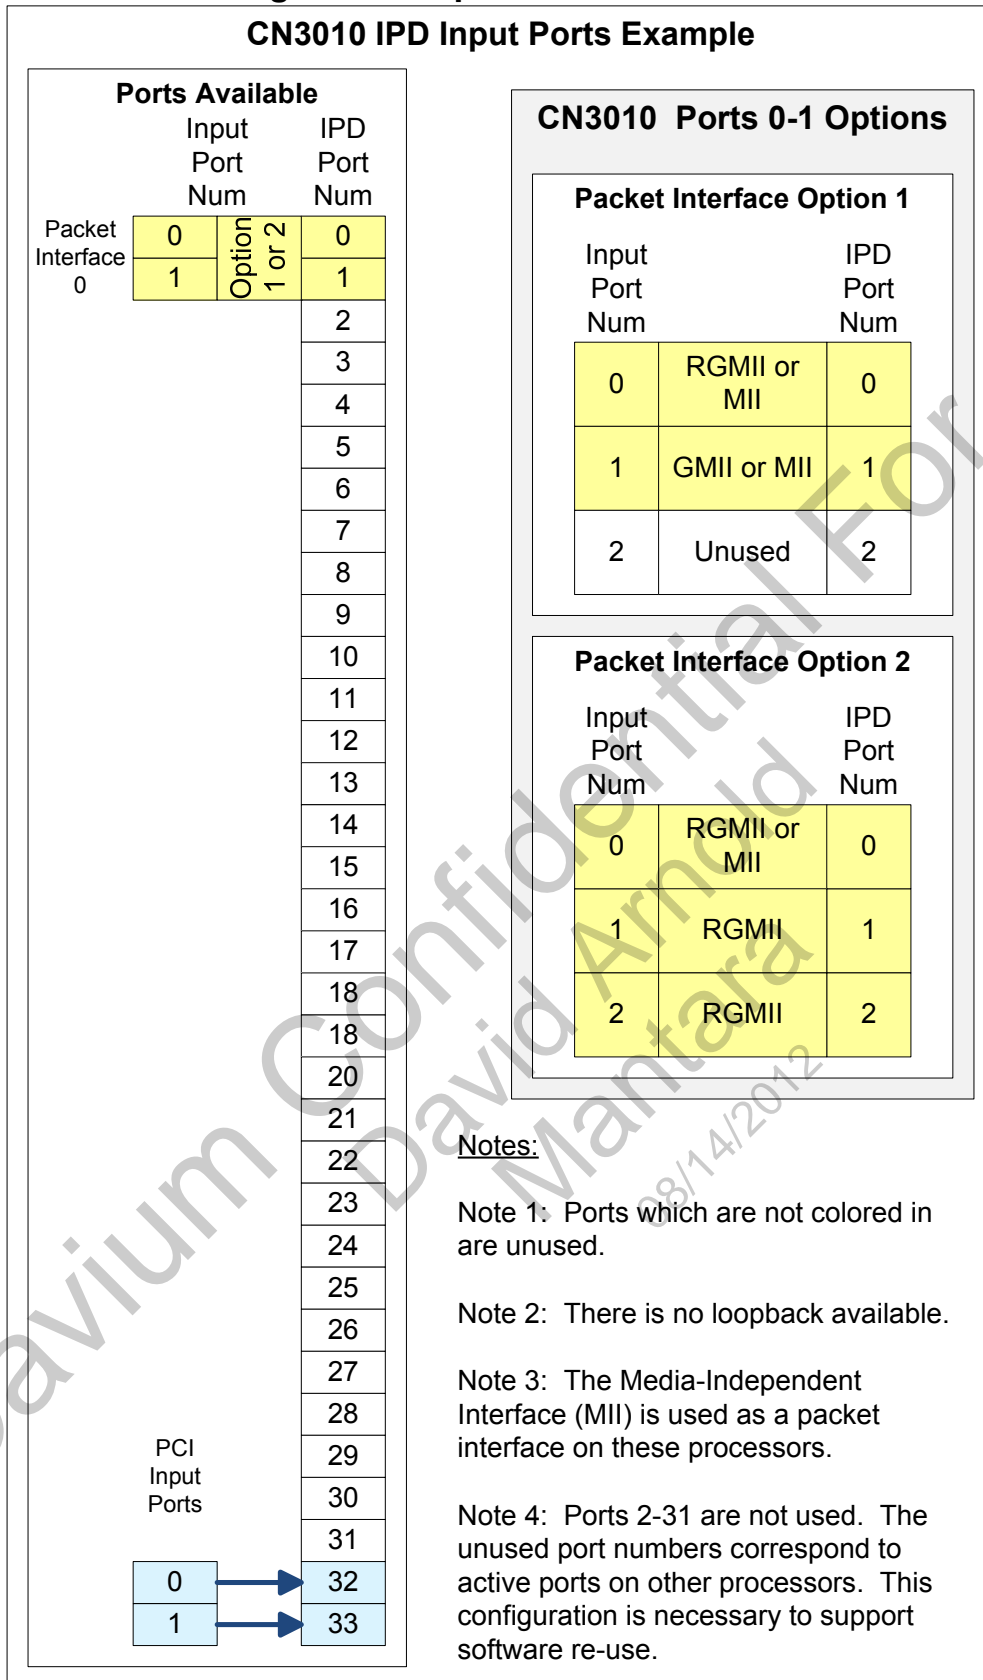 CN3010 IPD Input Ports Example
Ports Available
Input Port Num
IPD Port Num
Packet Interface 0
0 Option 1 or 2 0
1 1
2
3
4
5
6
7
8
9
10
11
12
13
14
15
16
17
18
18
20
21
22
23
24
25
26
27
28
29
30
31
PCI Input Ports
0 32
1 33
CN3010 Ports 0-1 Options
Packet Interface Option 1
Input Port Num
IPD Port Num
0 RGMII or MII 0
1 GMII or MII 1
2 Unused 2
Packet Interface Option 2
Input Port Num
IPD Port Num
0 RGMII or MII 0
1 RGMII 1
2 RGMII 2
Notes:
Note 1: Ports which are not colored in
are unused.
Note 2: There is no loopback available.
Note 3: The Media-Independent
Interface (MII) is used as a packet
interface on these processors.
Note 4: Ports 2-31 are not used. The
unused port numbers correspond to
active ports on other processors. This
configuration is necessary to support
software re-use.
avium Confidential For
David Arnold
Mantara
08/14/2012